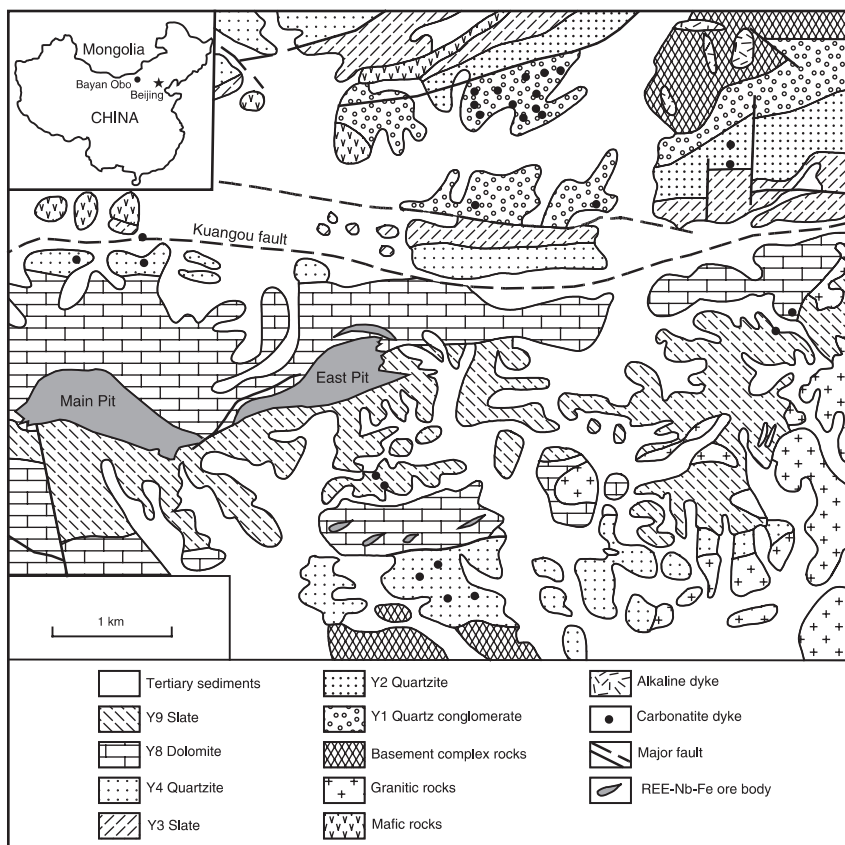 Mongolia
Bayan Obo
Beijing
CHINA
Kuangou fault
East Pit
Main Pit
1 km
Tertiary sediments
Y9 Slate
Y8 Dolomite
Y4 Quartzite
Y3 Slate
Y2 Quartzite
Y1 Quartz conglomerate
Basement complex rocks
Granitic rocks
Mafic rocks
Alkaline dyke
Carbonatite dyke
Major fault
REE-Nb-Fe ore body